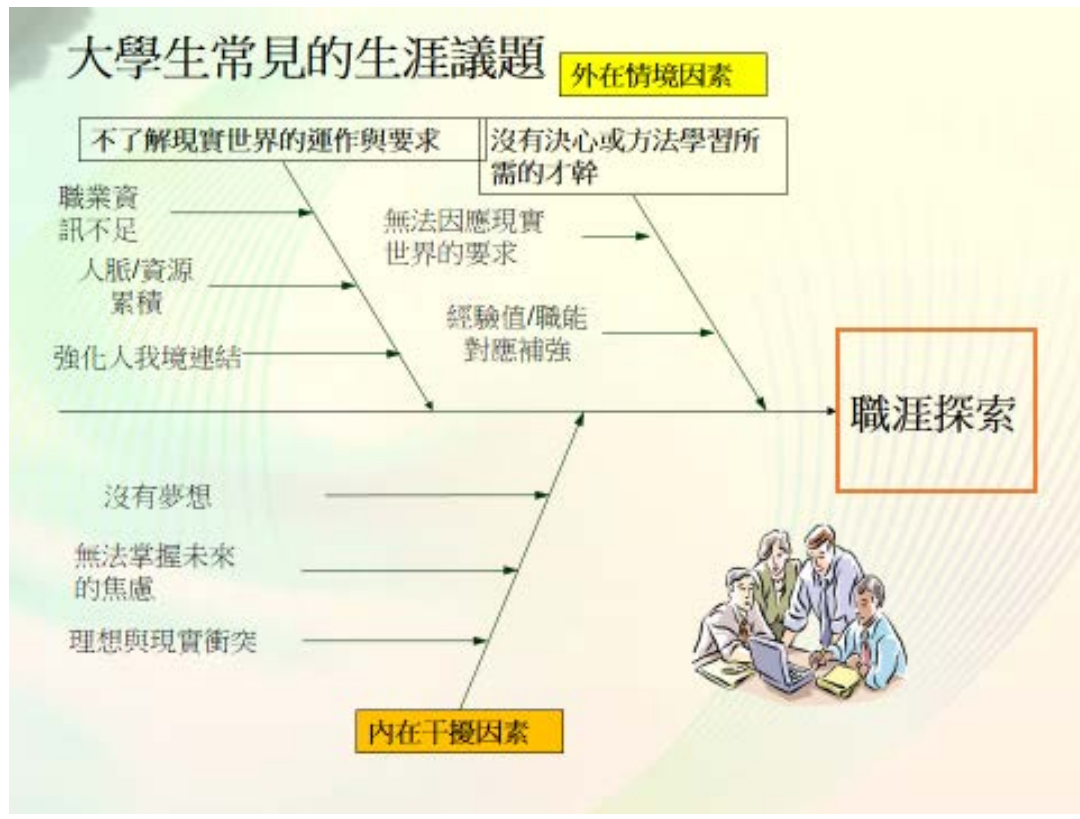 大學生常見的生涯議題
外在情境因素
不了解現實世界的運作與要求
沒有決心或方法學習所
需的才幹
職業資
訊不足
人脈/資源
累積
強化人我境連結
無法因應現實
世界的要求
經驗值/職能
對應補強
職涯探索
沒有夢想
無法掌握未來
的焦慮
理想與現實衝突
內在干擾因素